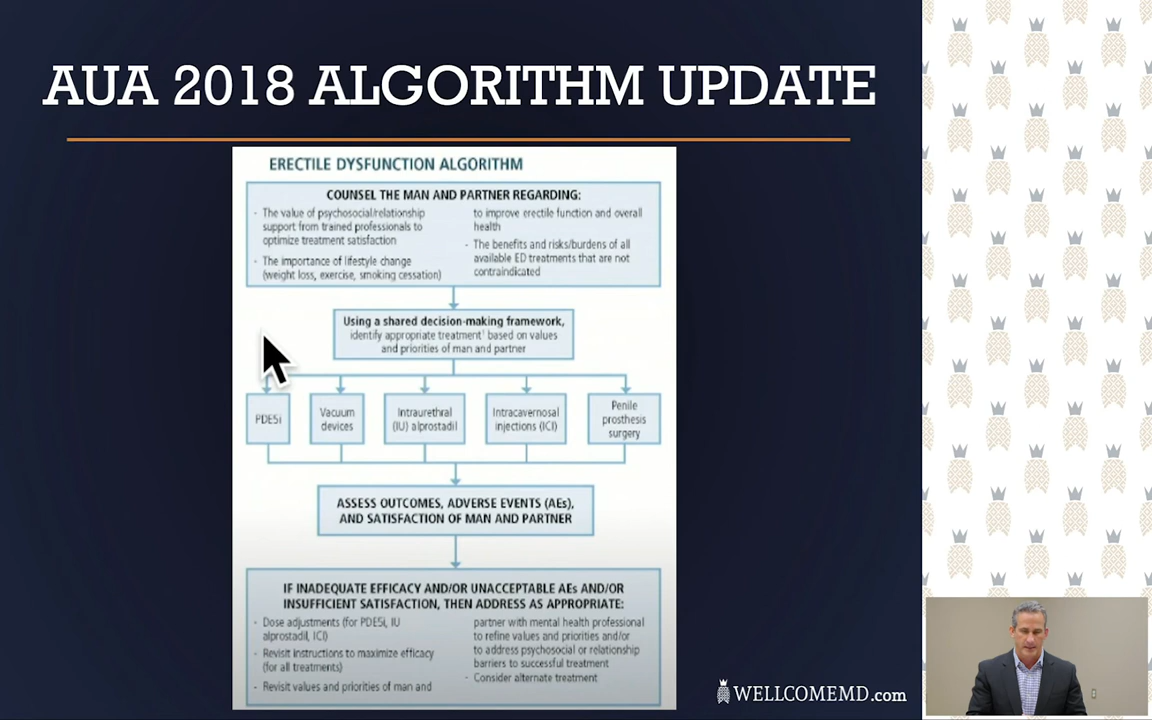 AUA 2018 ALGORITHM UPDATE
ERECTILE DYSFUNCTION ALGORITHM
COUNSEL THE MAN AND PARTNER REGARDING:
- The value of psychosocial/relationship
support from trained professionals to
optimize treatment satisfaction
- The importance of lifestyle change
(weight loss, exercise, smoking cessation)
to improve erectile function and overall
health
- The benefits and risks/burdens of all
available ED treatments that are not
contraindicated
Using a shared decision-making framework,
identify appropriate treatment¹ based on values
and priorities of man and partner
PDE5i
Vacuum
devices
Intraurethral
(IU) alprostadil
Intracavernosal
injections (ICI)
Penile
prosthesis
surgery
ASSESS OUTCOMES, ADVERSE EVENTS (AEs),
AND SATISFACTION OF MAN AND PARTNER
IF INADEQUATE EFFICACY AND/OR UNACCEPTABLE AEs AND/OR
INSUFFICIENT SATISFACTION, THEN ADDRESS AS APPROPRIATE:
- Dose adjustments (for PDE5i, IU
alprostadil, ICI)
- Revisit instructions to maximize efficacy
(for all treatments)
- Revisit values and priorities of man and
partner with mental health professional
to refine values and priorities and/or
to address psychosocial or relationship
barriers to successful treatment
- Consider alternate treatment
WELLCOMEMD.com